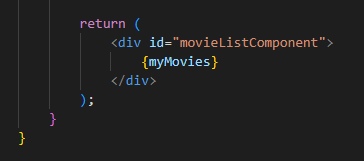 return (
<div id="movieListComponent">
{myMovies}
</div>
);
}
}